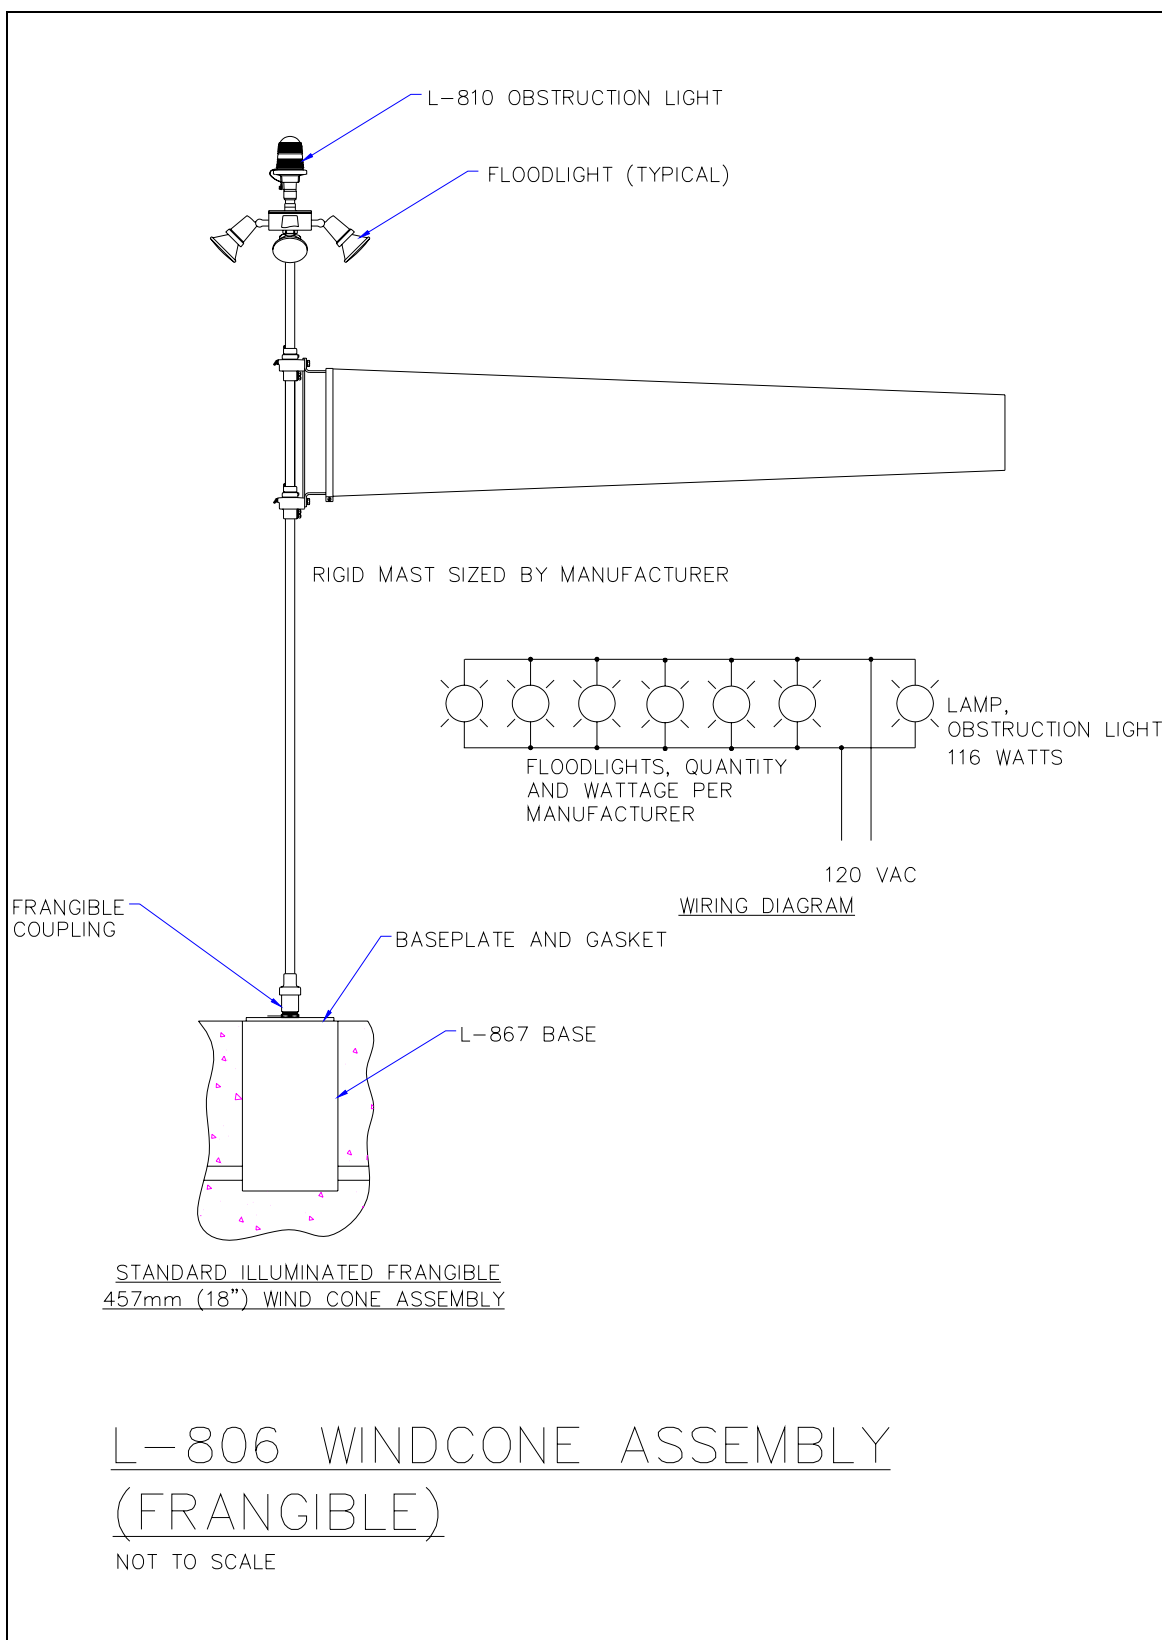 L-810 OBSTRUCTION LIGHT
FLOODLIGHT (TYPICAL)
RIGID MAST SIZED BY MANUFACTURER
LAMP,
OBSTRUCTION LIGHT
116 WATTS
FLOODLIGHTS, QUANTITY
AND WATTAGE PER
MANUFACTURER
120 VAC
WIRING DIAGRAM
FRANGIBLE
COUPLING
BASEPLATE AND GASKET
L-867 BASE
STANDARD ILLUMINATED FRANGIBLE
457mm (18") WIND CONE ASSEMBLY
L-806 WINDCONE ASSEMBLY
(FRANGIBLE)
NOT TO SCALE